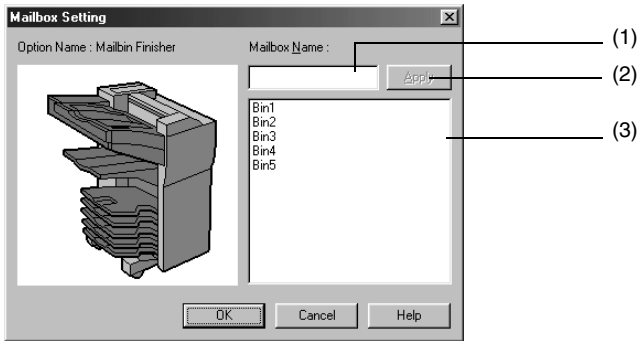 Mailbox Setting
Option Name : Mailbin Finisher
Mailbox Name :
(1)
Apply
(2)
Bin1
Bin2
Bin3
Bin4
Bin5
(3)
OK
Cancel
Help